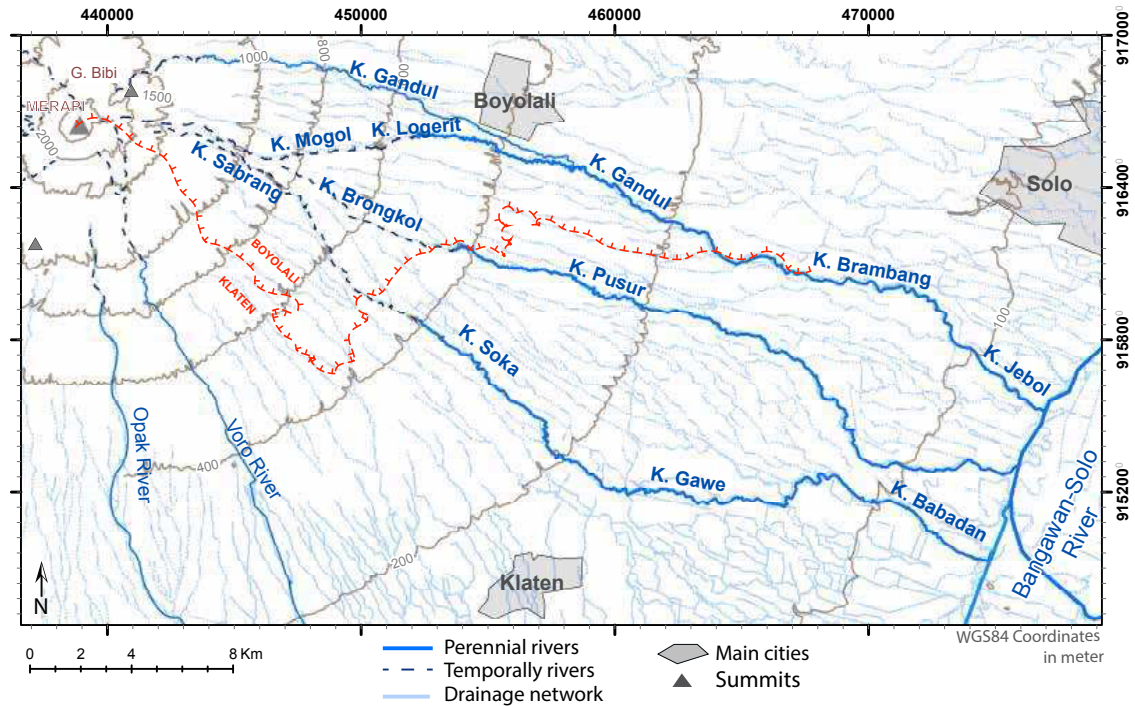 440000
450000
460000
470000
9170000
9164000
9158000
9152000
G. Bibi
MERAPI
1500
2000
1000
800
K. Gandul
Boyolali
K. Mogol
K. Logerit
K. Sabrang
K. Brongkol
K. Gandul
Solo
BOYOLALI
KLATEN
K. Pusur
K. Brambang
100
K. Soka
K. Jebol
Opak River
Voro River
400
K. Gawe
K. Babadan
Bangawan-Solo
River
200
Klaten
N
WGS84 Coordinates
in meter
0 2 4 8 Km
Perennial rivers
Temporally rivers
Drainage network
Main cities
Summits